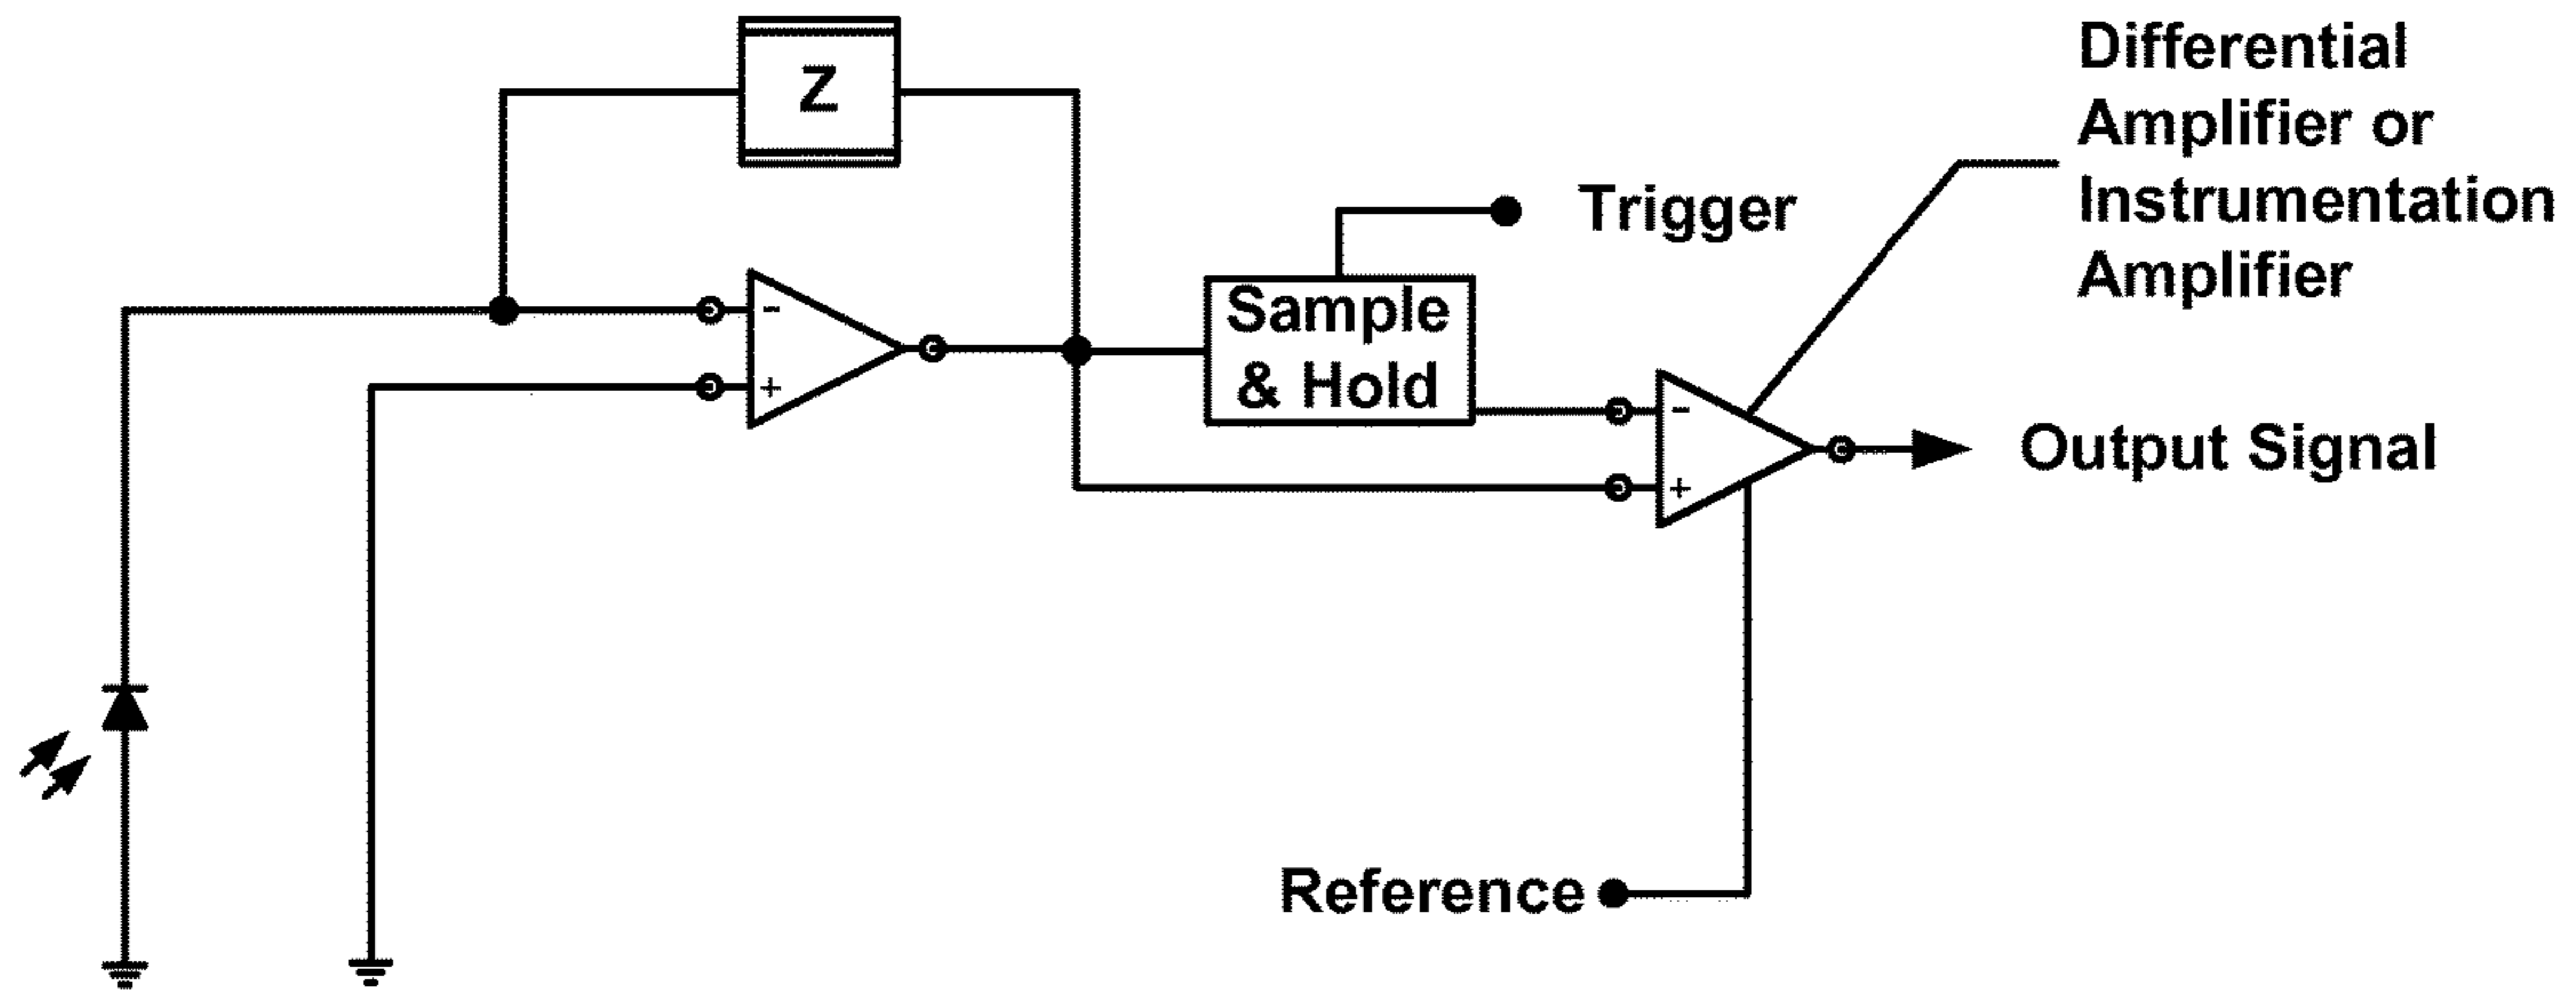 Z
Differential
Amplifier or
Instrumentation
Amplifier
Trigger
Sample
& Hold
-
+
-
+
Output Signal
Reference